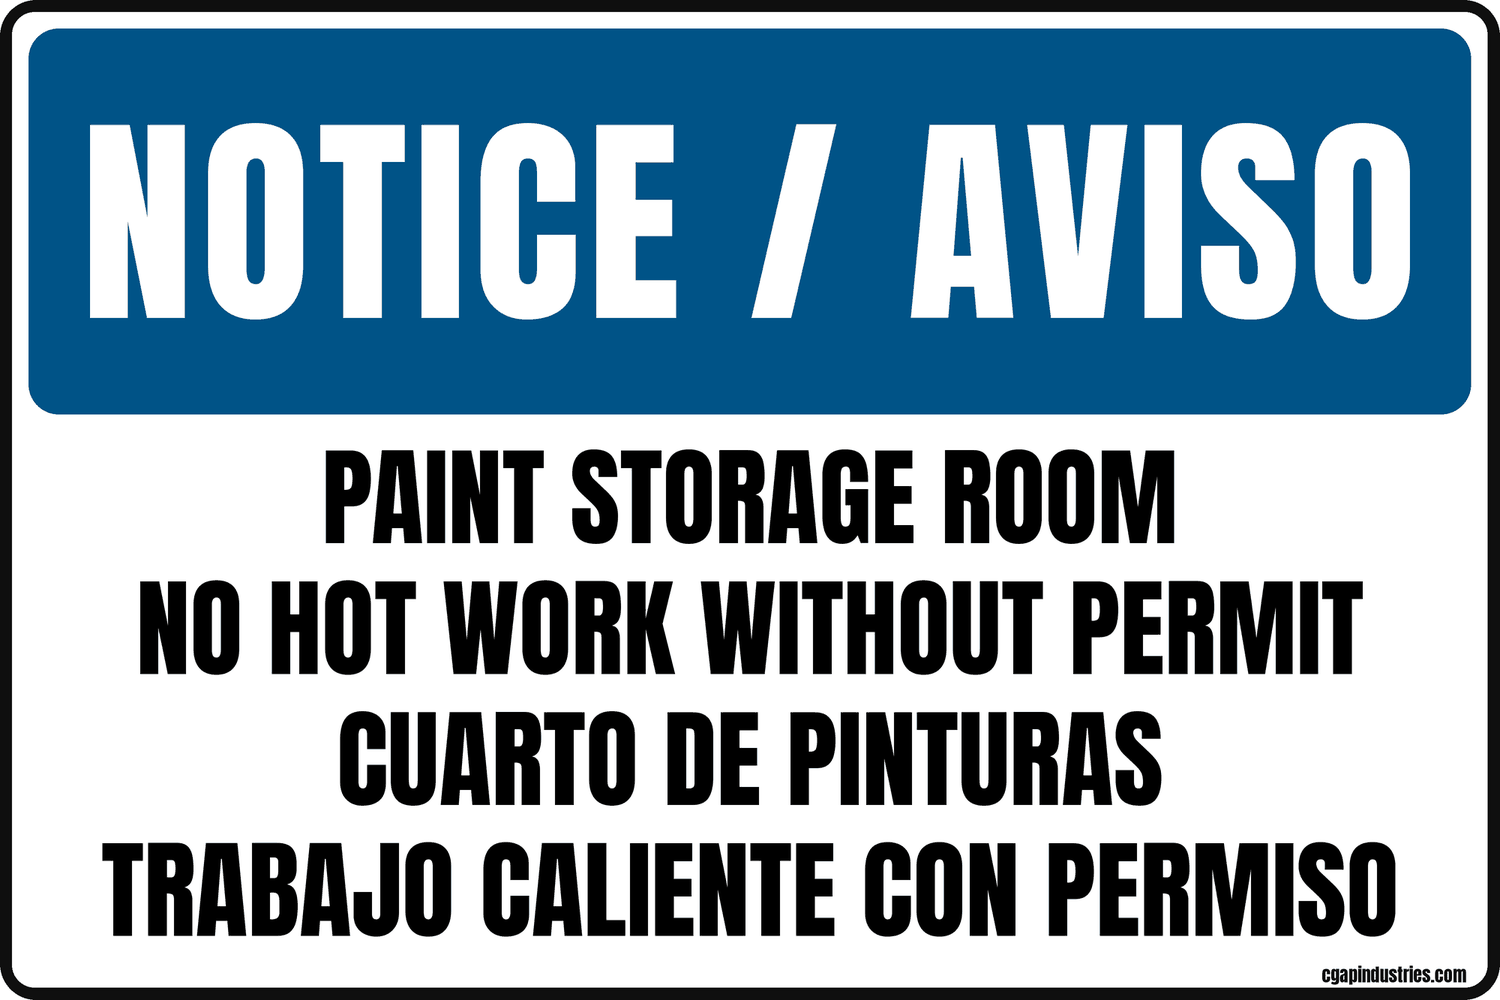 NOTICE / AVISO
PAINT STORAGE ROOM
NO HOT WORK WITHOUT PERMIT
CUARTO DE PINTURAS
TRABAJO CALIENTE CON PERMISO
cgapindustries.com